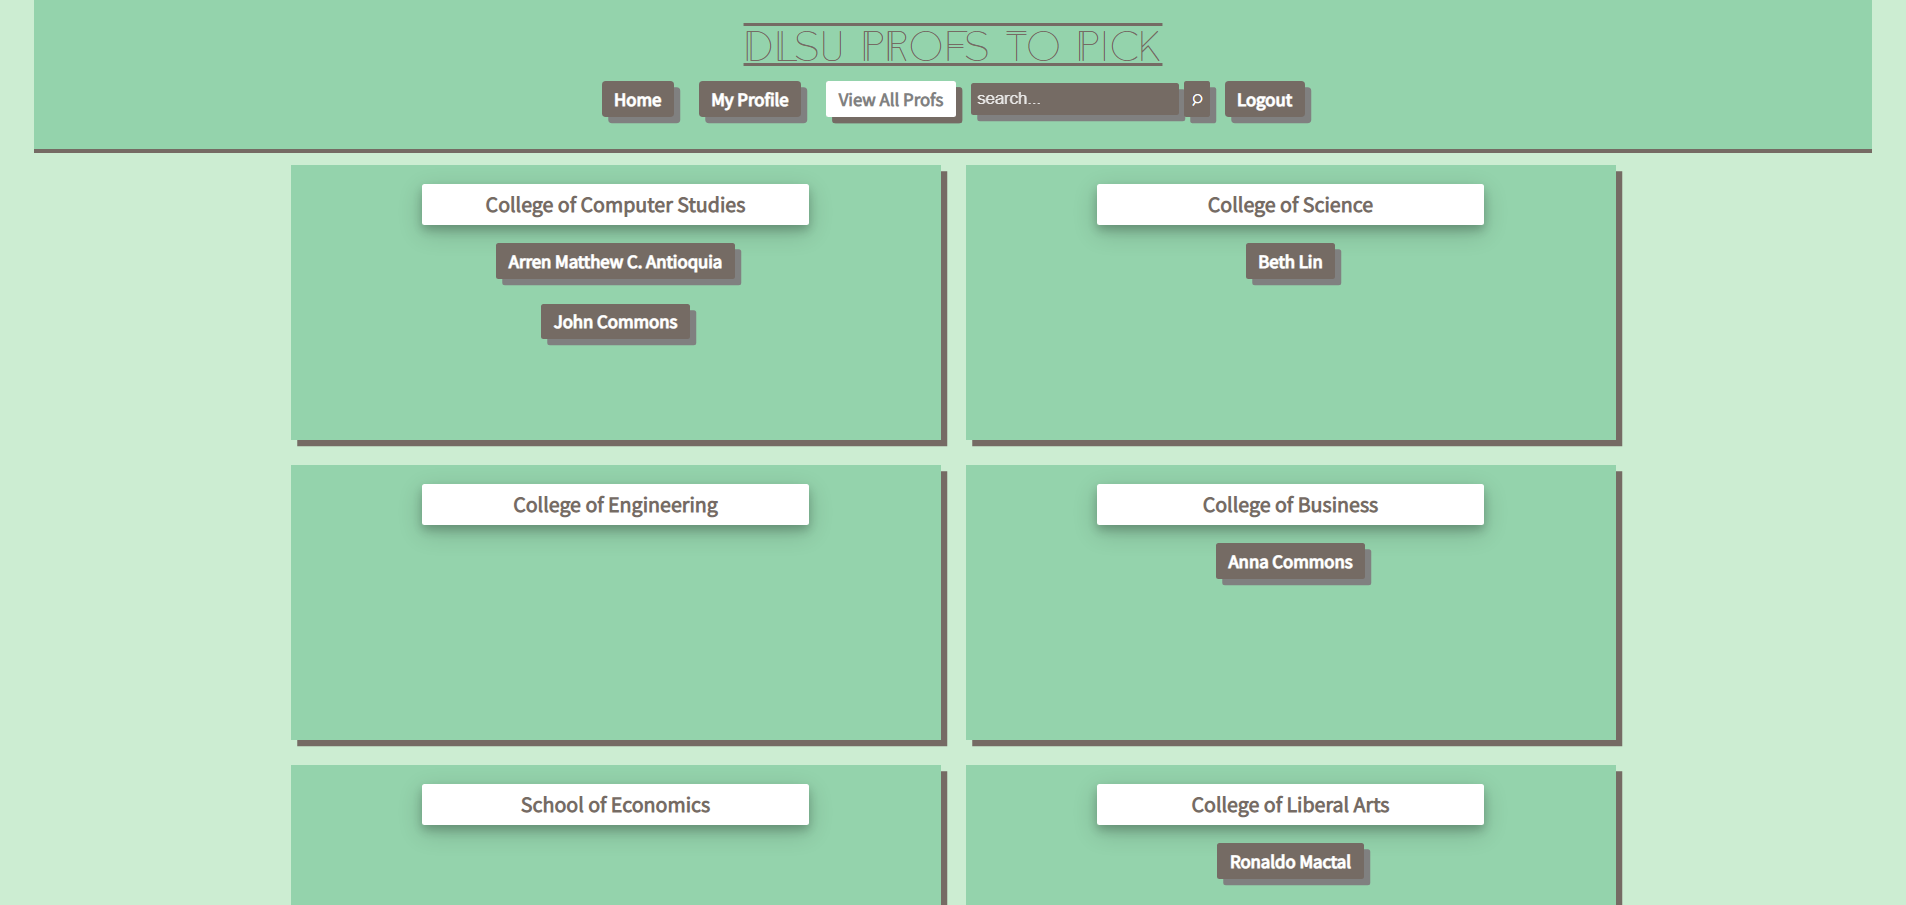 DLSU PROFS TO PICK
Home My Profile View All Profs search... Logout
College of Computer Studies
Arren Matthew C. Antioquia
John Commons
College of Science
Beth Lin
College of Engineering
College of Business
Anna Commons
School of Economics
College of Liberal Arts
Ronaldo Mactal